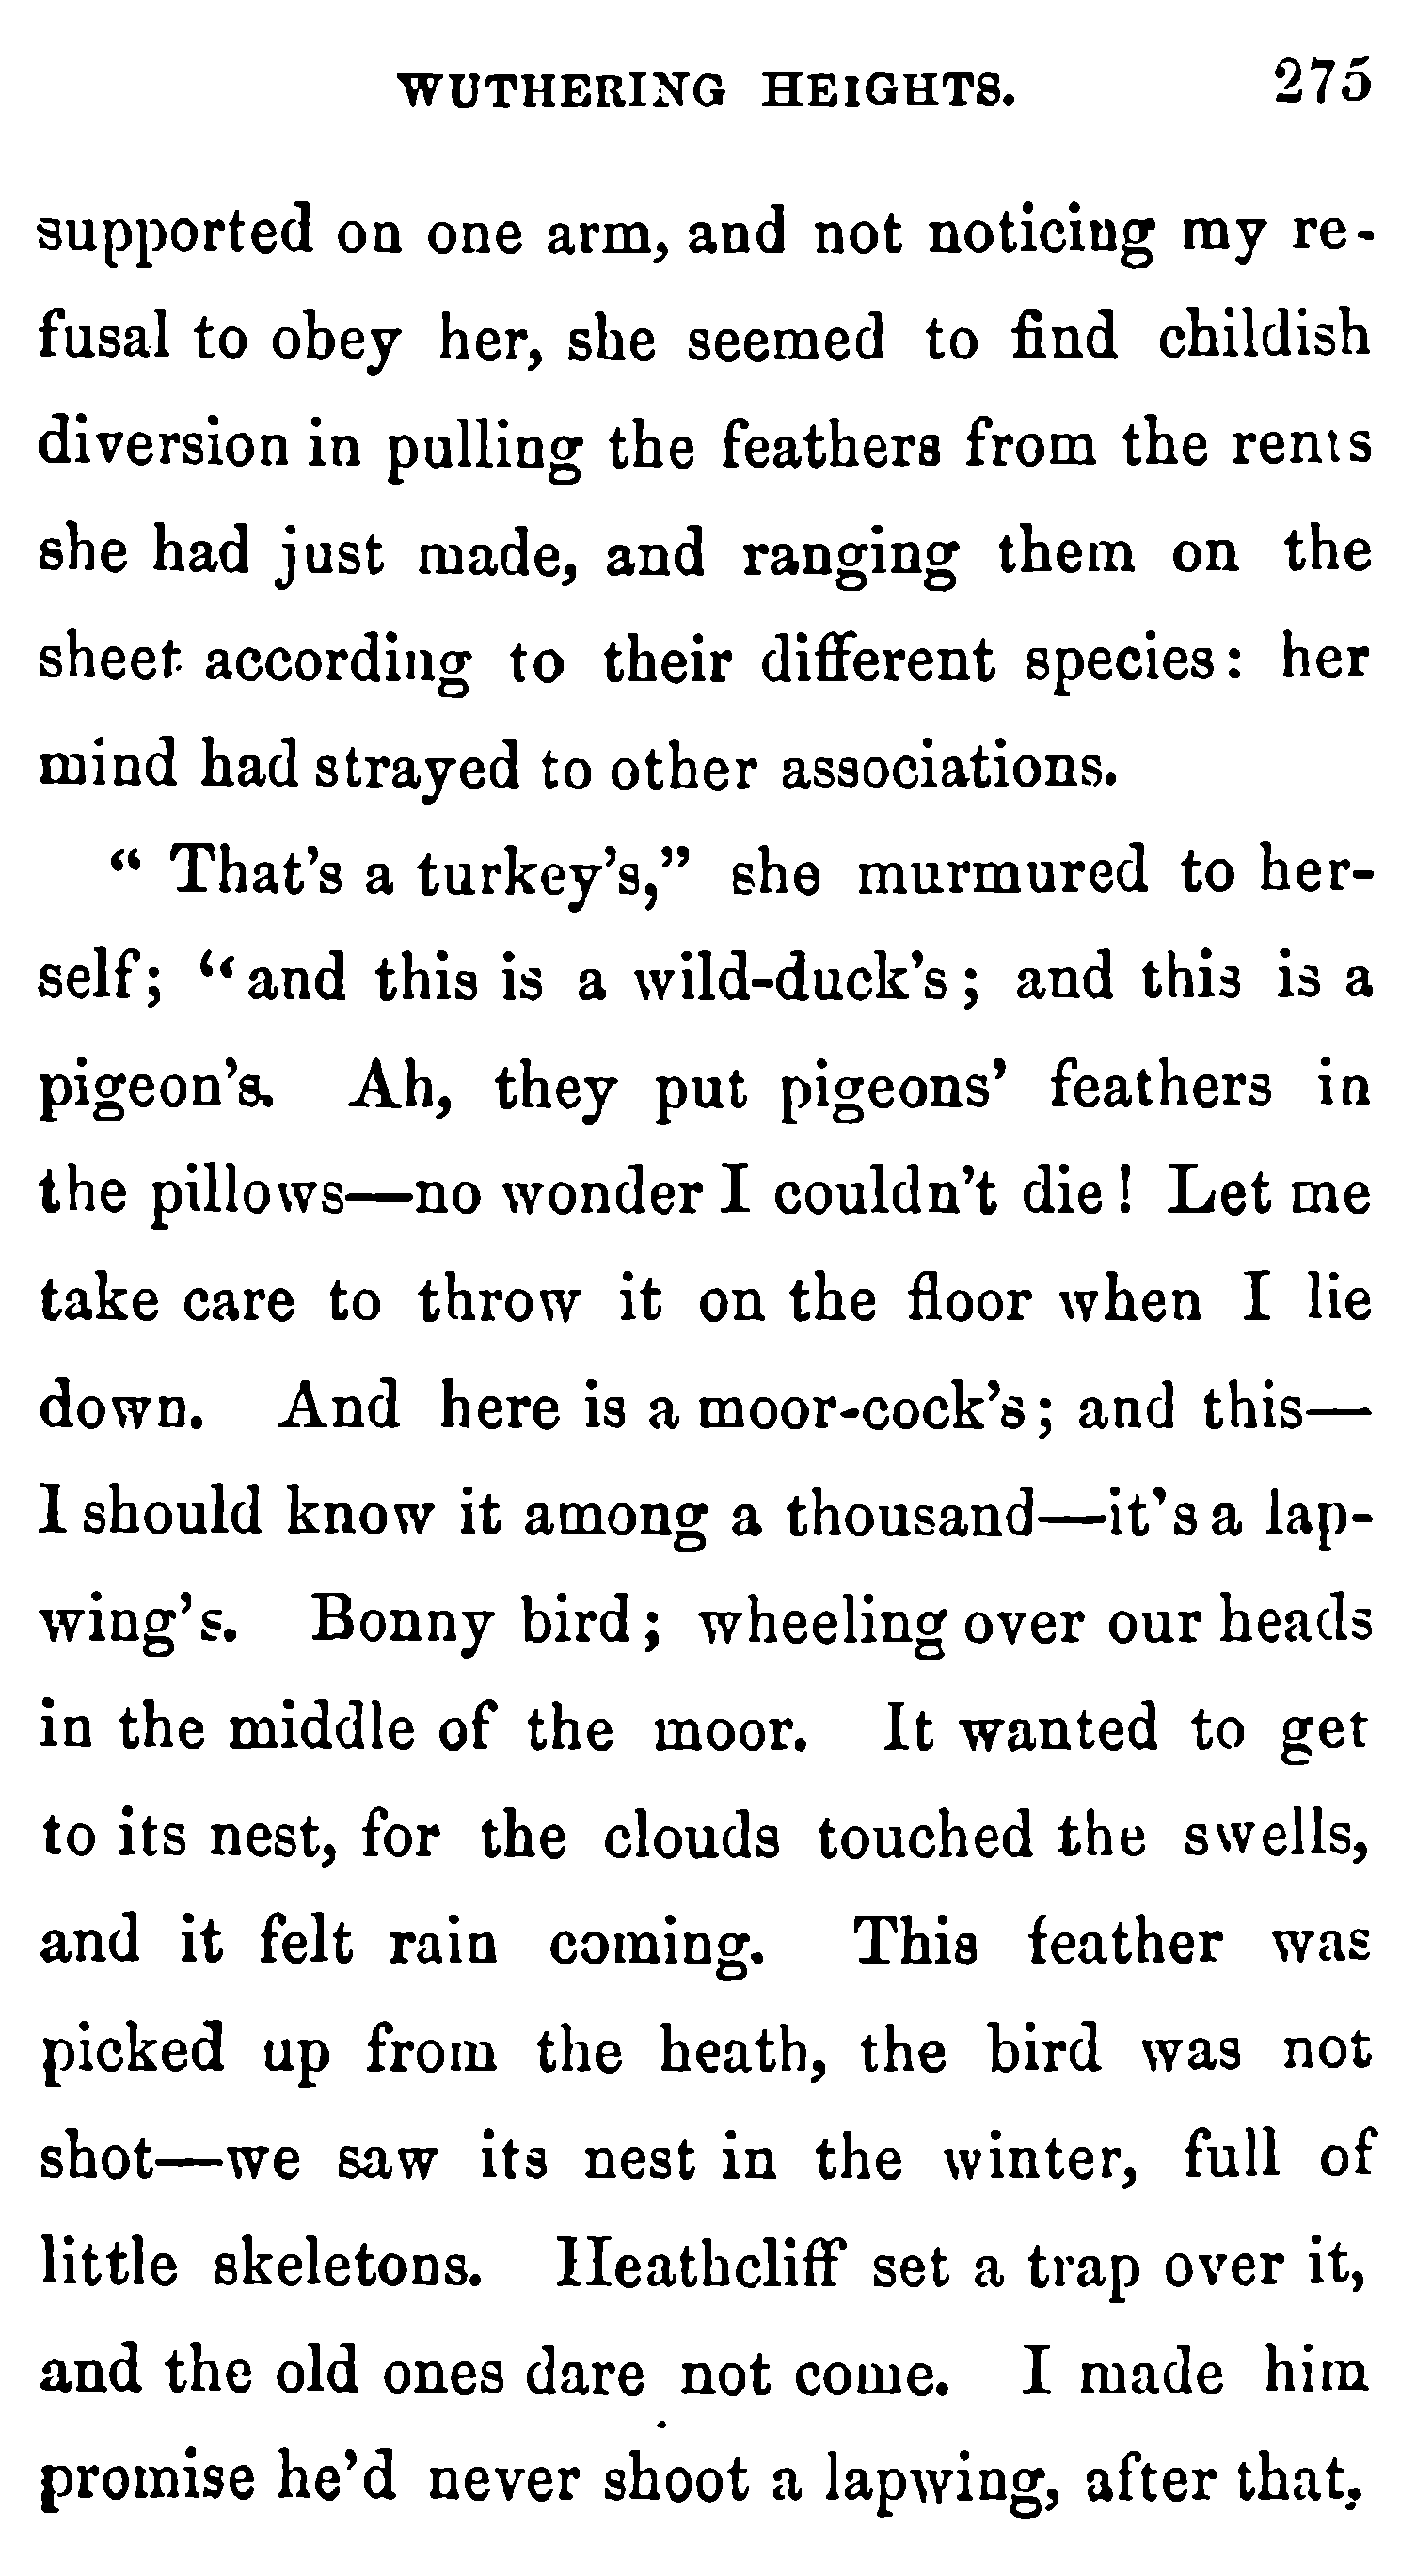 WUTHERING HEIGHTS. 275
supported on one arm, and not noticing my re-
fusal to obey her, she seemed to find childish
diversion in pulling the feathers from the rents
she had just made, and ranging them on the
sheet according to their different species: her
mind had strayed to other associations.
“ That’s a turkey’s,” she murmured to her-
self; “and this is a wild-duck’s; and this is a
pigeon’s. Ah, they put pigeons’ feathers in
the pillows—no wonder I couldn’t die! Let me
take care to throw it on the floor when I lie
down. And here is a moor-cock’s; and this—
I should know it among a thousand—it’s a lap-
wing’s. Bonny bird; wheeling over our heads
in the middle of the moor. It wanted to get
to its nest, for the clouds touched the swells,
and it felt rain coming. This feather was
picked up from the heath, the bird was not
shot—we saw its nest in the winter, full of
little skeletons. Heathcliff set a trap over it,
and the old ones dare not come. I made him
promise he’d never shoot a lapwing, after that,